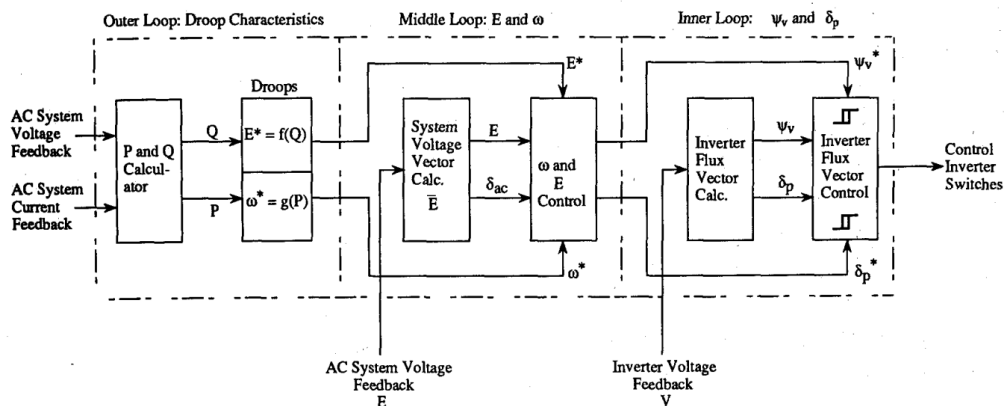 Outer Loop: Droop Characteristics
Middle Loop: E and ω
Inner Loop: ψv and δp
AC System
Voltage
Feedback
AC System
Current
Feedback
P and Q
Calcul-
ator
Q
P
Droops
E* = f(Q)
ω* = g(P)
E*
ω*
System
Voltage
Vector
Calc.
E̅
E
δac
ω and
E
Control
AC System Voltage
Feedback
E
ψv*
δp*
Inverter
Flux
Vector
Calc.
ψv
δp
Inverter
Flux
Vector
Control
Inverter Voltage
Feedback
V
Control
Inverter
Switches